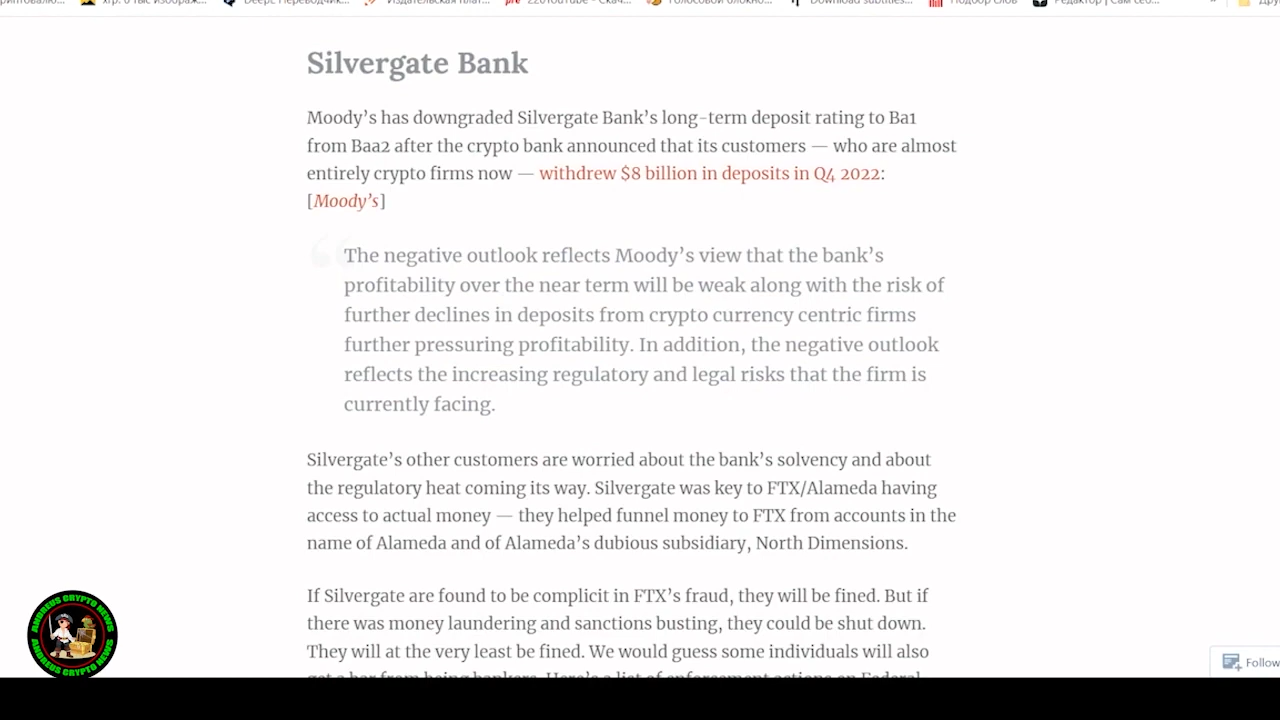 Silvergate Bank
Moody’s has downgraded Silvergate Bank’s long-term deposit rating to Ba1
from Baa2 after the crypto bank announced that its customers — who are almost
entirely crypto firms now — withdrew $8 billion in deposits in Q4 2022:
[Moody’s]
The negative outlook reflects Moody’s view that the bank’s
profitability over the near term will be weak along with the risk of
further declines in deposits from crypto currency centric firms
further pressuring profitability. In addition, the negative outlook
reflects the increasing regulatory and legal risks that the firm is
currently facing.
Silvergate’s other customers are worried about the bank’s solvency and about
the regulatory heat coming its way. Silvergate was key to FTX/Alameda having
access to actual money — they helped funnel money to FTX from accounts in the
name of Alameda and of Alameda’s dubious subsidiary, North Dimensions.
If Silvergate are found to be complicit in FTX’s fraud, they will be fined. But if
there was money laundering and sanctions busting, they could be shut down.
They will at the very least be fined. We would guess some individuals will also
ANDREUS CRYPTO NEWS
ANDREUS CRYPTO NEWS
Follow